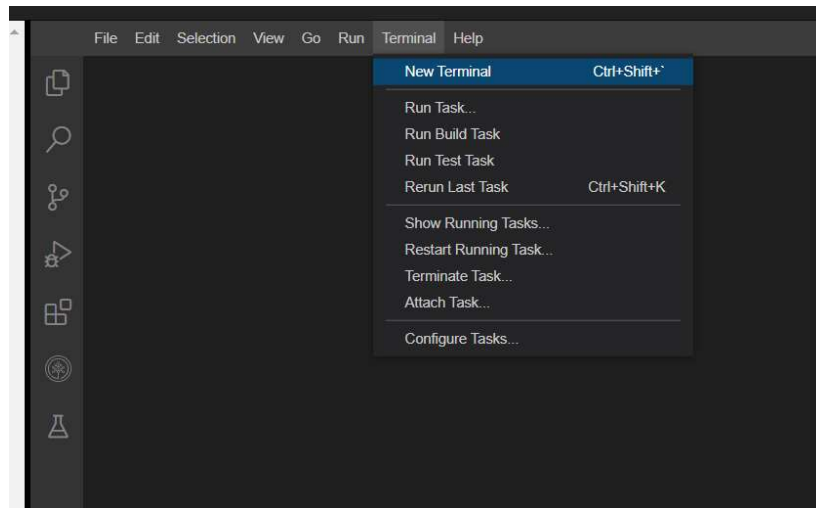 File Edit Selection View Go Run Terminal Help
New Terminal Ctrl+Shift+`
Run Task...
Run Build Task
Run Test Task
Rerun Last Task Ctrl+Shift+K
Show Running Tasks...
Restart Running Task...
Terminate Task...
Attach Task...
Configure Tasks...